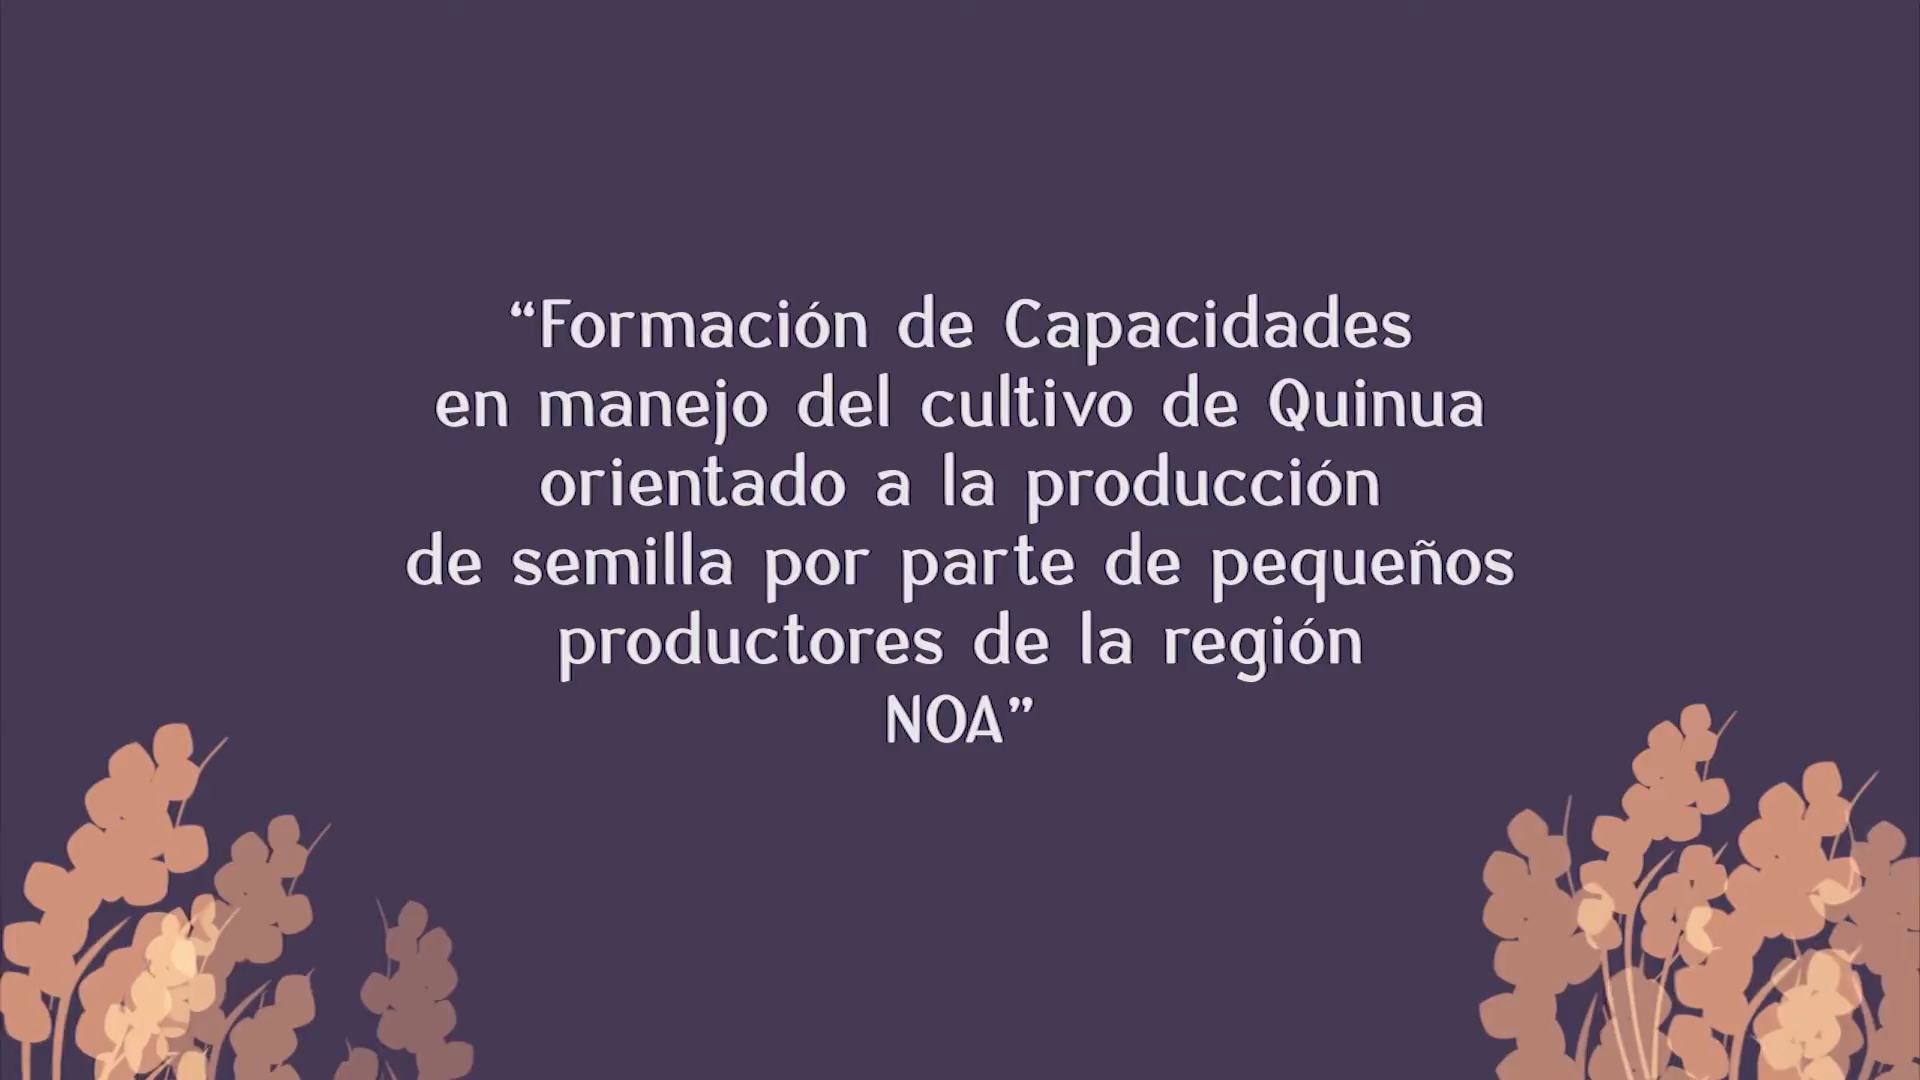 “Formación de Capacidades
en manejo del cultivo de Quinua
orientado a la producción
de semilla por parte de pequeños
productores de la región
NOA”